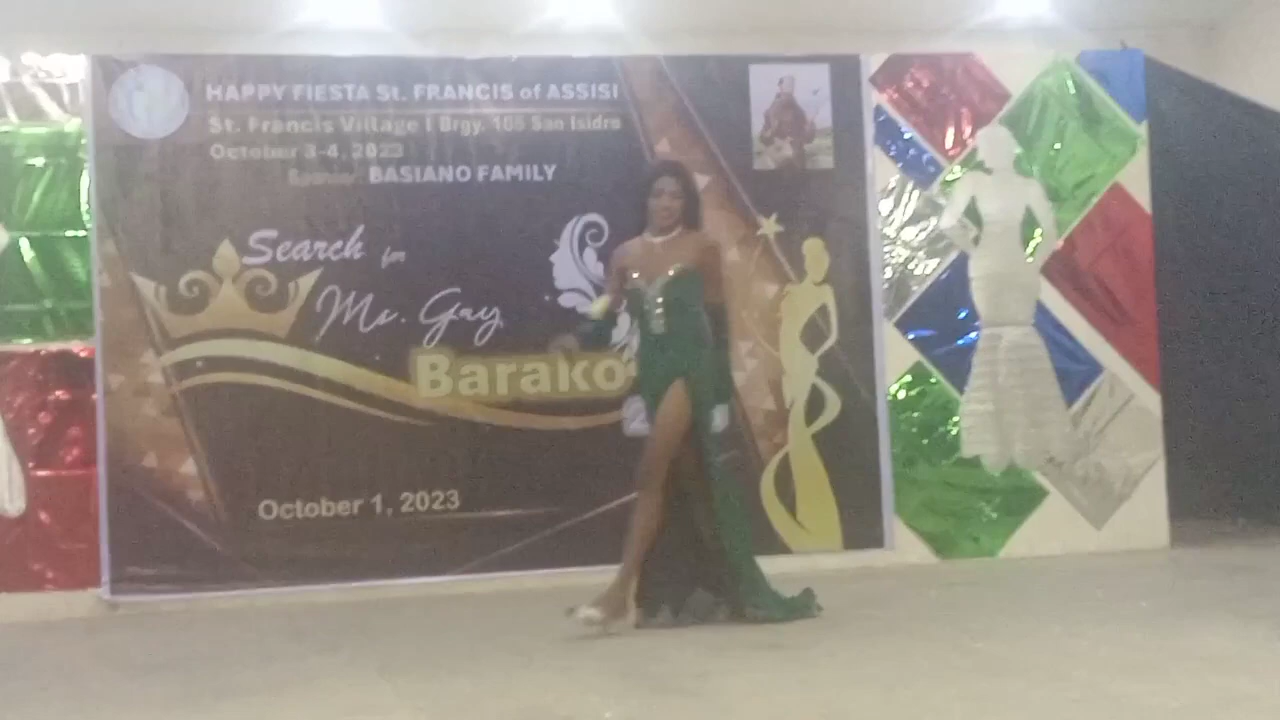 HAPPY FIESTA St. FRANCIS of ASSISI
St. Francis Village | Brgy. 165 San Isidro
October 3-4, 2023
BASIANO FAMILY
Search for
Ms. Gay
Barako
October 1, 2023